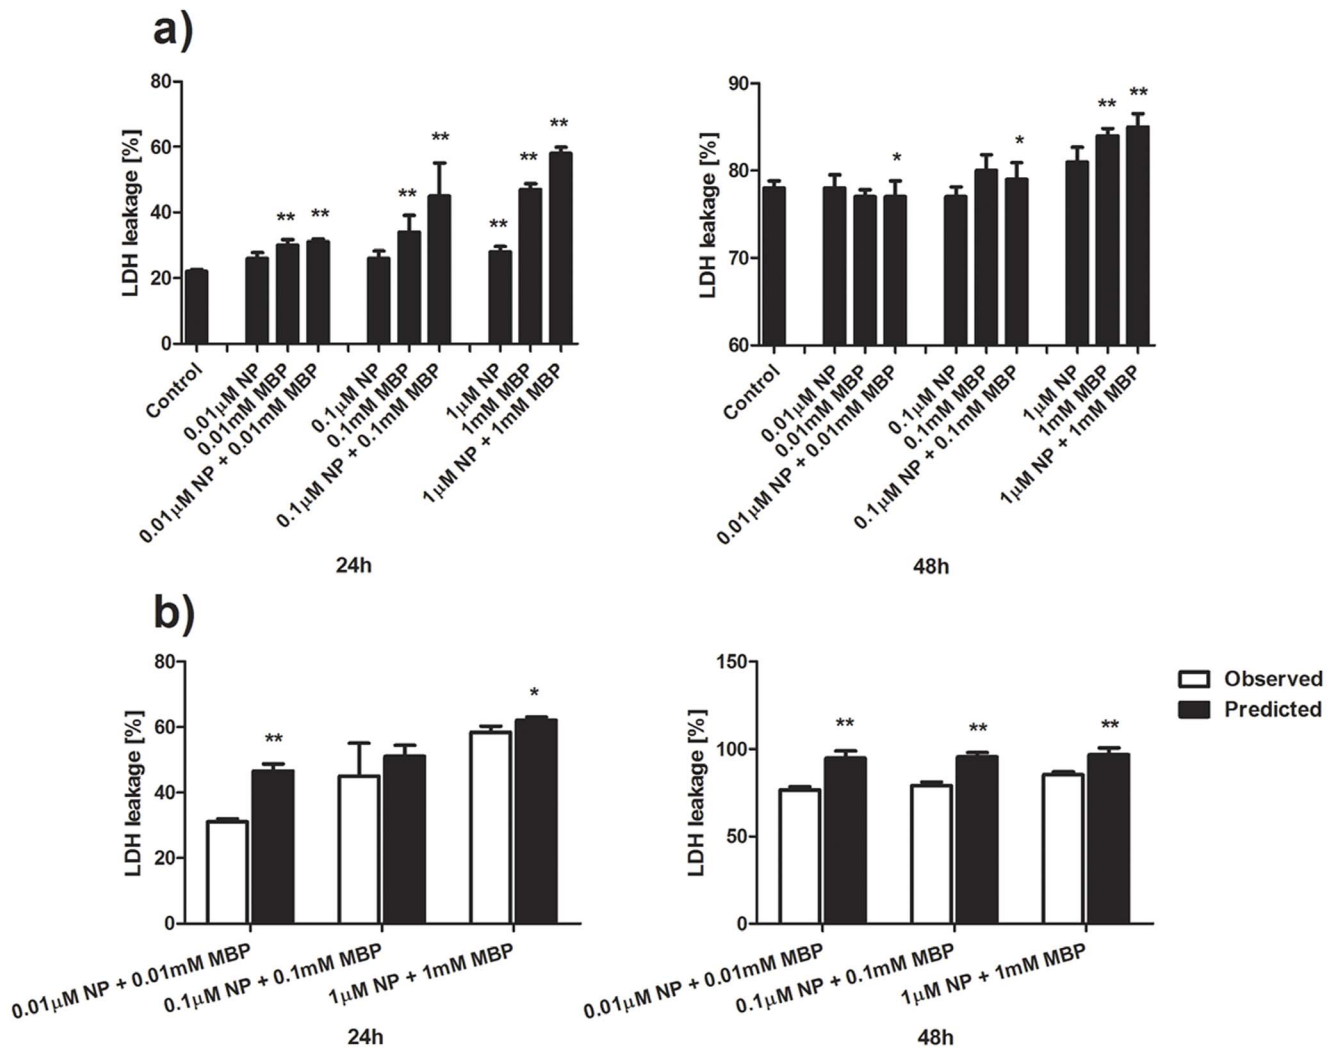 a)
LDH leakage [%]
80
60
40
20
0
**
**
**
**
**
**
**
Control
0.01μM NP
0.01mM MBP
0.01μM NP + 0.01mM MBP
0.1μM NP
0.1mM MBP
0.1μM NP + 0.1mM MBP
1μM NP
1mM MBP
1μM NP + 1mM MBP
24h
LDH leakage [%]
90
80
70
60
*
*
**
**
Control
0.01μM NP
0.01mM MBP
0.01μM NP + 0.01mM MBP
0.1μM NP
0.1mM MBP
0.1μM NP + 0.1mM MBP
1μM NP
1mM MBP
1μM NP + 1mM MBP
48h
b)
LDH leakage [%]
80
60
40
20
0
**
*
0.01μM NP + 0.01mM MBP
0.1μM NP + 0.1mM MBP
1μM NP + 1mM MBP
24h
LDH leakage [%]
150
100
50
0
**
**
**
0.01μM NP + 0.01mM MBP
0.1μM NP + 0.1mM MBP
1μM NP + 1mM MBP
48h
Observed
Predicted